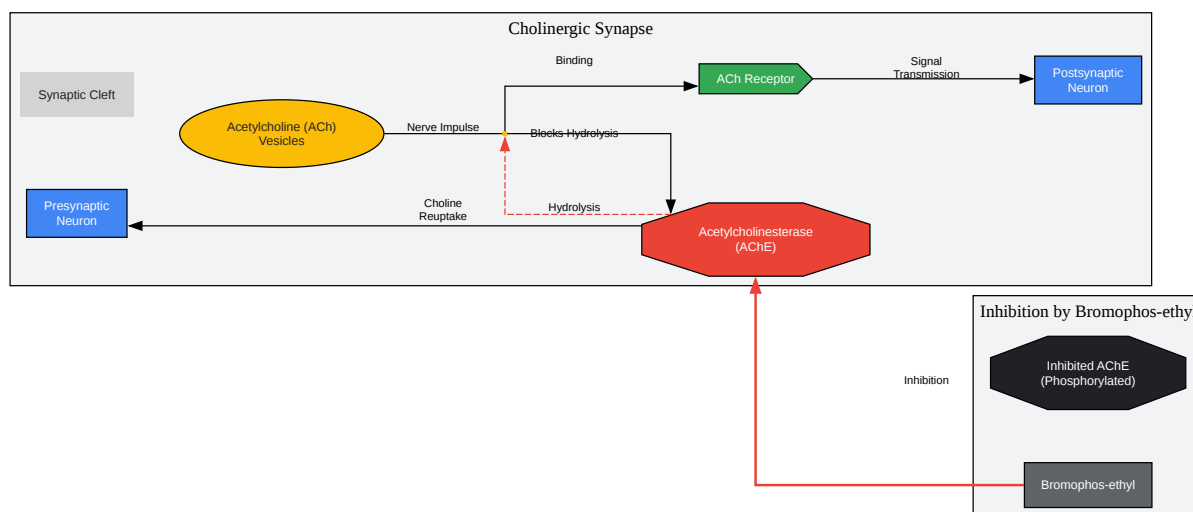 Cholinergic Synapse
Binding
ACh Receptor
Signal
Transmission
Postsynaptic
Neuron
Synaptic Cleft
Acetylcholine (ACh)
Vesicles
Nerve Impulse
Blocks Hydrolysis
Presynaptic
Neuron
Choline
Reuptake
Hydrolysis
Acetylcholinesterase
(AChE)
Inhibition by Bromophos-ethyl
Inhibited AChE
(Phosphorylated)
Inhibition
Bromophos-ethyl